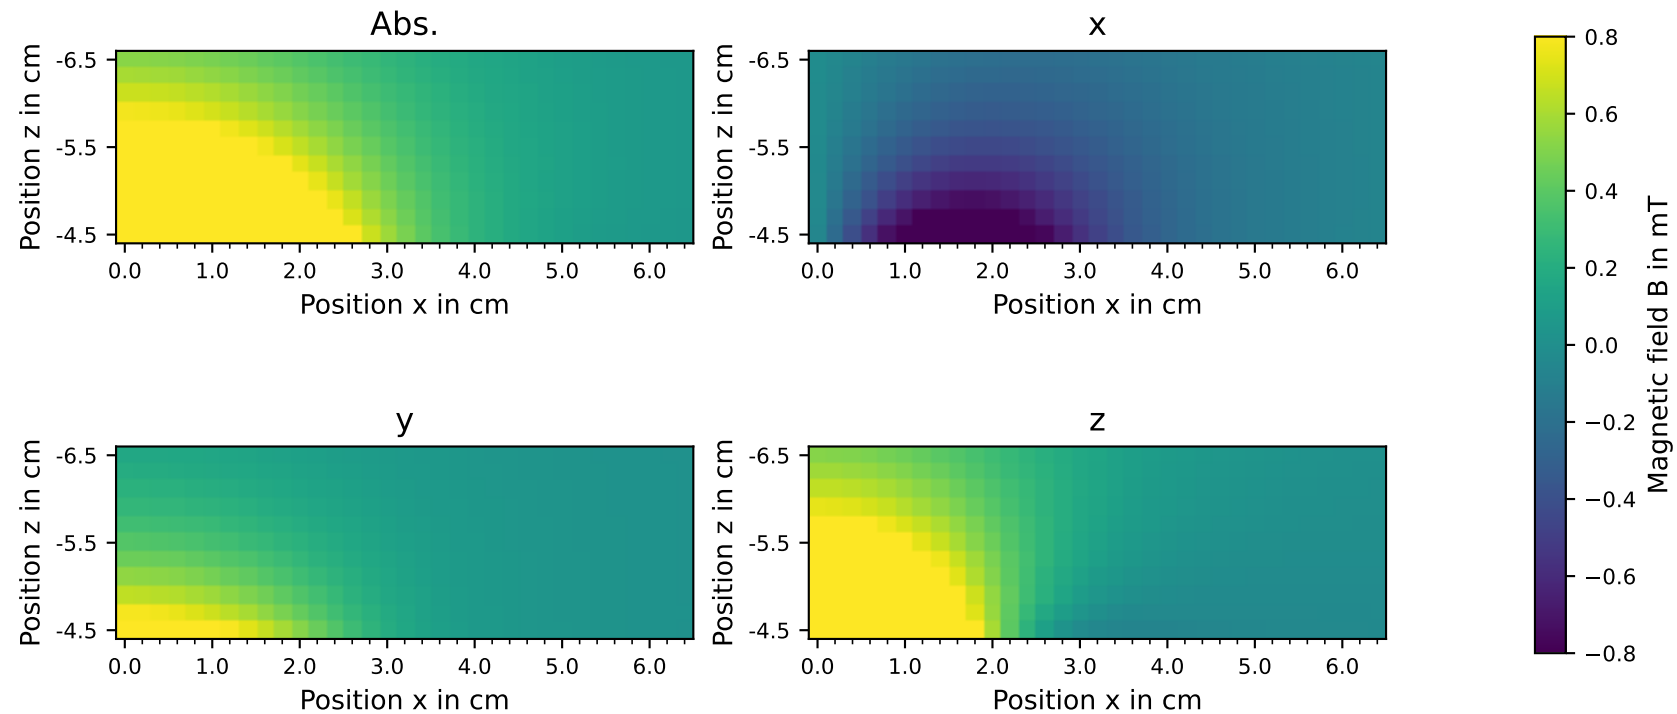 Abs.
Position z in cm
-6.5
-5.5
-4.5
0.0 1.0 2.0 3.0 4.0 5.0 6.0
Position x in cm
x
Position z in cm
-6.5
-5.5
-4.5
0.0 1.0 2.0 3.0 4.0 5.0 6.0
Position x in cm
y
Position z in cm
-6.5
-5.5
-4.5
0.0 1.0 2.0 3.0 4.0 5.0 6.0
Position x in cm
z
Position z in cm
-6.5
-5.5
-4.5
0.0 1.0 2.0 3.0 4.0 5.0 6.0
Position x in cm
0.8
0.6
0.4
0.2
0.0
−0.2
−0.4
−0.6
−0.8
Magnetic field B in mT